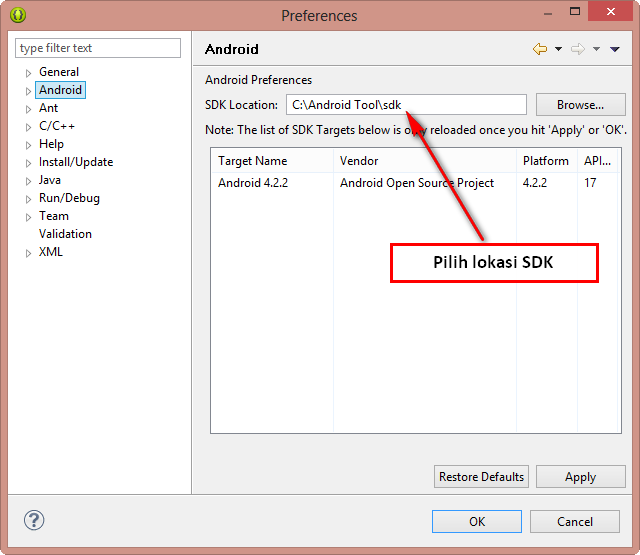 Preferences
type filter text
General
Android
Ant
C/C++
Help
Install/Update
Java
Run/Debug
Team
Validation
XML
Android
Android Preferences
SDK Location: C:\Android Tool\sdk Browse...
Note: The list of SDK Targets below is only reloaded once you hit 'Apply' or 'OK'.
Target Name Vendor Platform API...
Android 4.2.2 Android Open Source Project 4.2.2 17
Pilih lokasi SDK
Restore Defaults Apply
? OK Cancel